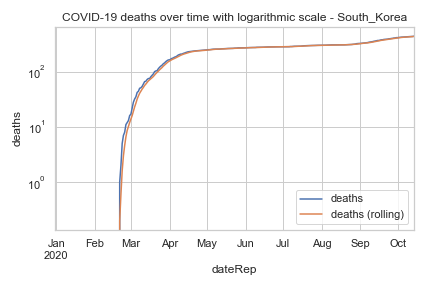 COVID-19 deaths over time with logarithmic scale - South_Korea
deaths
10²
10¹
10⁰
deaths
deaths (rolling)
Jan Feb Mar Apr May Jun Jul Aug Sep Oct
2020
dateRep